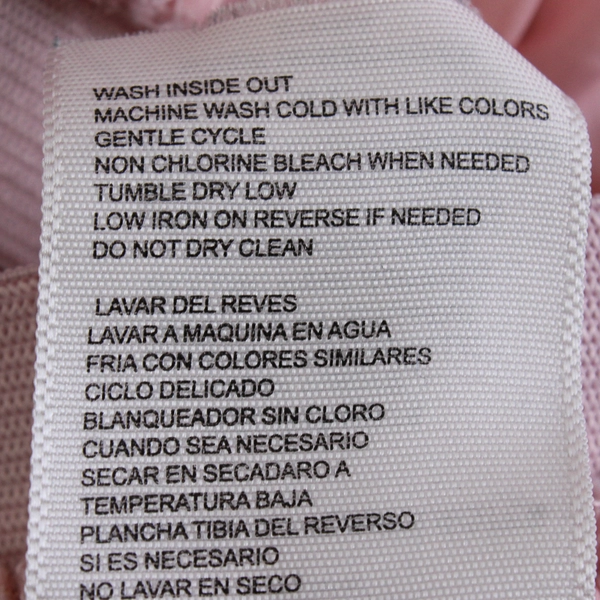 WASH INSIDE OUT
MACHINE WASH COLD WITH LIKE COLORS
GENTLE CYCLE
NON CHLORINE BLEACH WHEN NEEDED
TUMBLE DRY LOW
LOW IRON ON REVERSE IF NEEDED
DO NOT DRY CLEAN
LAVAR DEL REVES
LAVAR A MAQUINA EN AGUA
FRIA CON COLORES SIMILARES
CICLO DELICADO
BLANQUEADOR SIN CLORO
CUANDO SEA NECESARIO
SECAR EN SECADARO A
TEMPERATURA BAJA
PLANCHA TIBIA DEL REVERSO
SI ES NECESARIO
NO LAVAR EN SECO